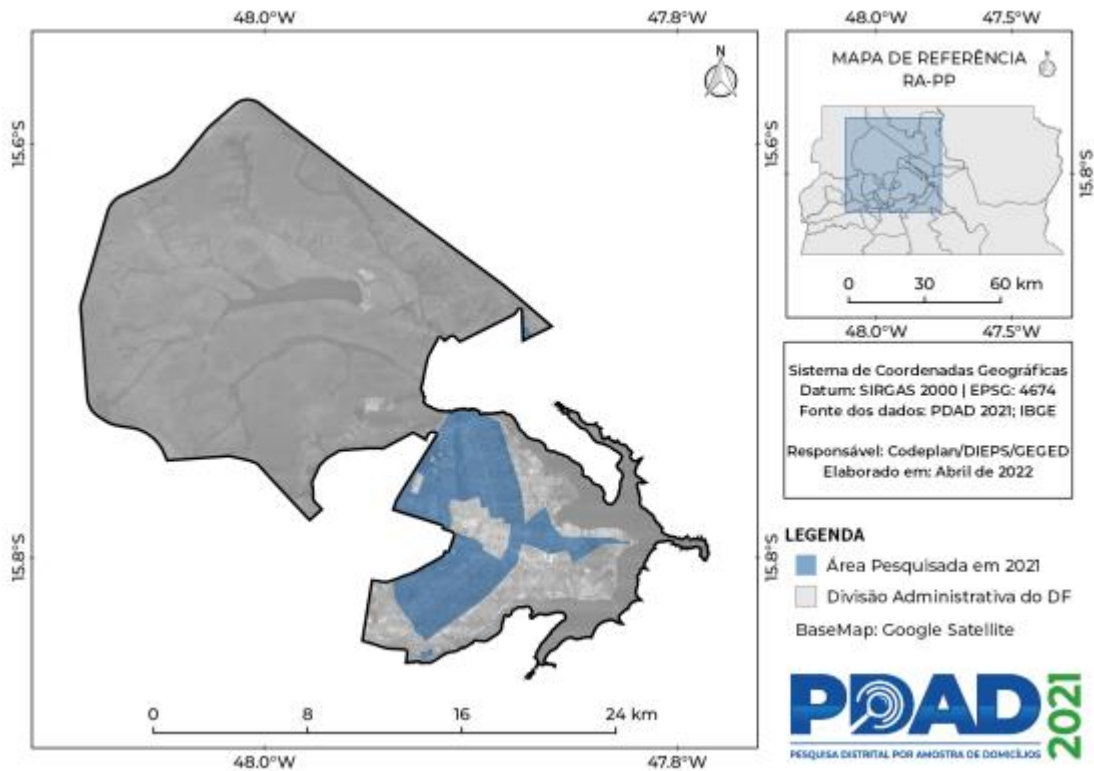 48.0°W 47.8°W
N
15.6°S 15.6°S
15.8°S 15.8°S
0 8 16 24 km
48.0°W 47.8°W
48.0°W 47.5°W
MAPA DE REFERÊNCIA
RA-PP
N
15.8°S 15.8°S
0 30 60 km
48.0°W 47.5°W
Sistema de Coordenadas Geográficas
Datum: SIRGAS 2000 | EPSG: 4674
Fonte dos dados: PDAD 2021; IBGE
Responsável: Codeplan/DIEPS/GEGED
Elaborado em: Abril de 2022
LEGENDA
Área Pesquisada em 2021
Divisão Administrativa do DF
BaseMap: Google Satellite
PDAD 2021
PESQUISA DISTRITAL POR AMOSTRA DE DOMICÍLIOS